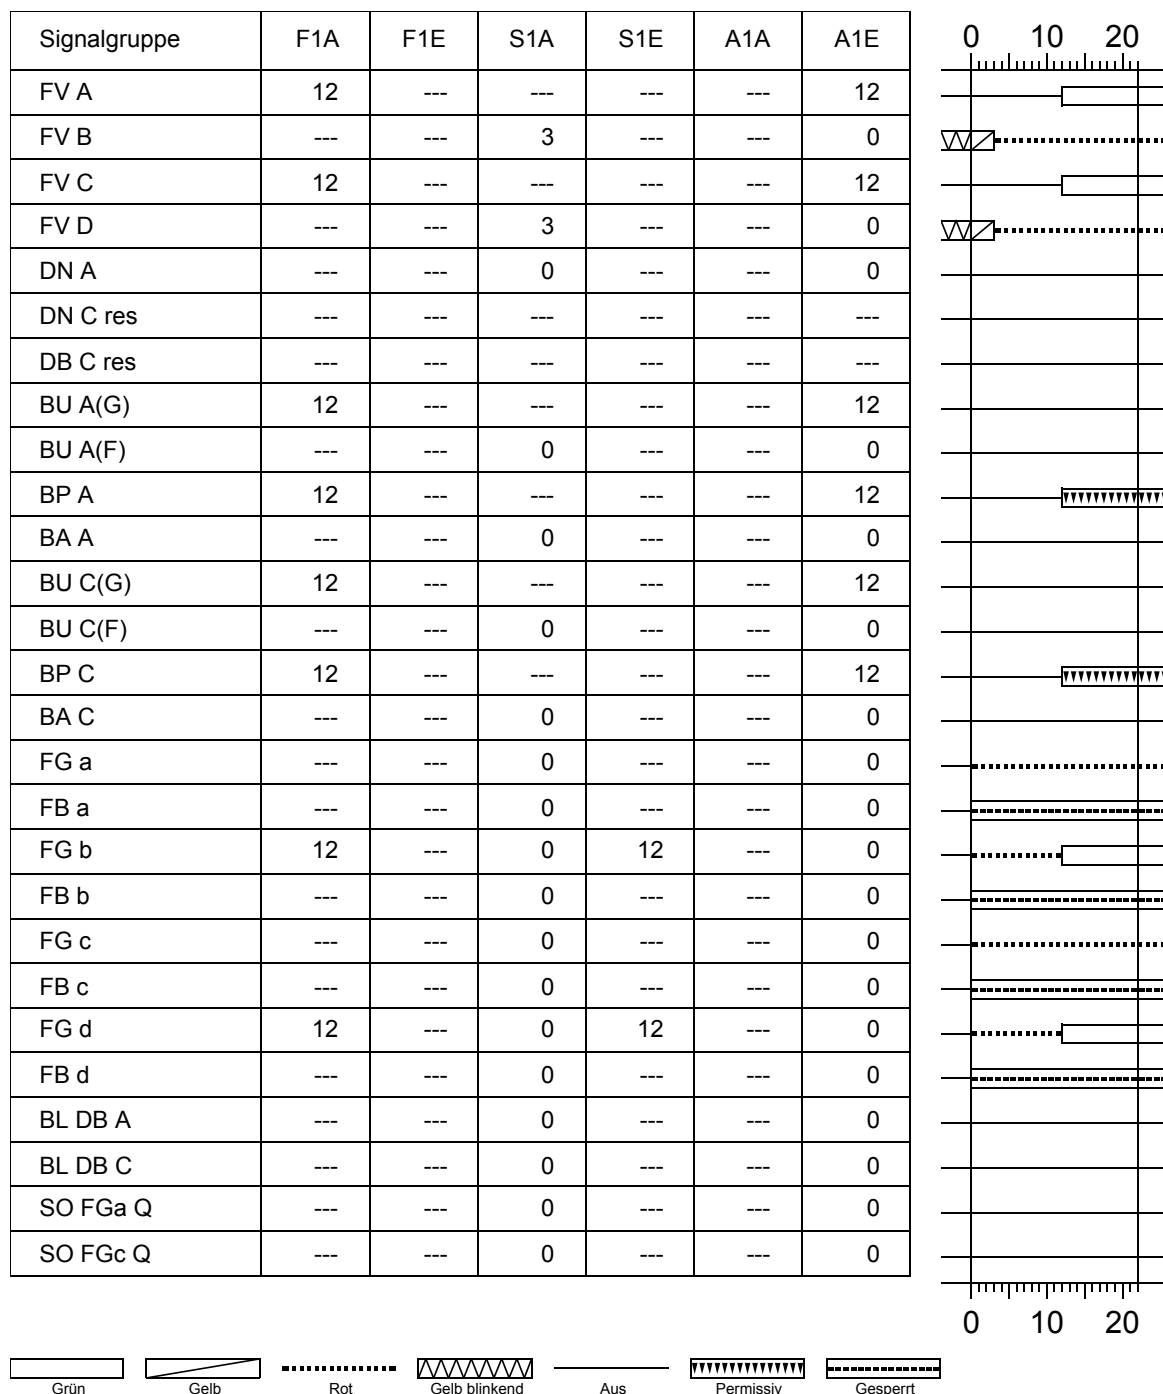 Signalgruppe F1A F1E S1A S1E A1A A1E 0 10 20
FV A 12 --- --- --- --- 12
FV B --- --- 3 --- --- 0
FV C 12 --- --- --- --- 12
FV D --- --- 3 --- --- 0
DN A --- --- 0 --- --- 0
DN C res --- --- --- --- --- ---
DB C res --- --- --- --- --- ---
BU A(G) 12 --- --- --- --- 12
BU A(F) --- --- 0 --- --- 0
BP A 12 --- --- --- --- 12
BA A --- --- 0 --- --- 0
BU C(G) 12 --- --- --- --- 12
BU C(F) --- --- 0 --- --- 0
BP C 12 --- --- --- --- 12
BA C --- --- 0 --- --- 0
FG a --- --- 0 --- --- 0
FB a --- --- 0 --- --- 0
FG b 12 --- 0 12 --- 0
FB b --- --- 0 --- --- 0
FG c --- --- 0 --- --- 0
FB c --- --- 0 --- --- 0
FG d 12 --- 0 12 --- 0
FB d --- --- 0 --- --- 0
BL DB A --- --- 0 --- --- 0
BL DB C --- --- 0 --- --- 0
SO FGa Q --- --- 0 --- --- 0
SO FGc Q --- --- 0 --- --- 0
0 10 20
Grün Gelb Rot Gelb blinkend Aus Permissiv Gesperrt